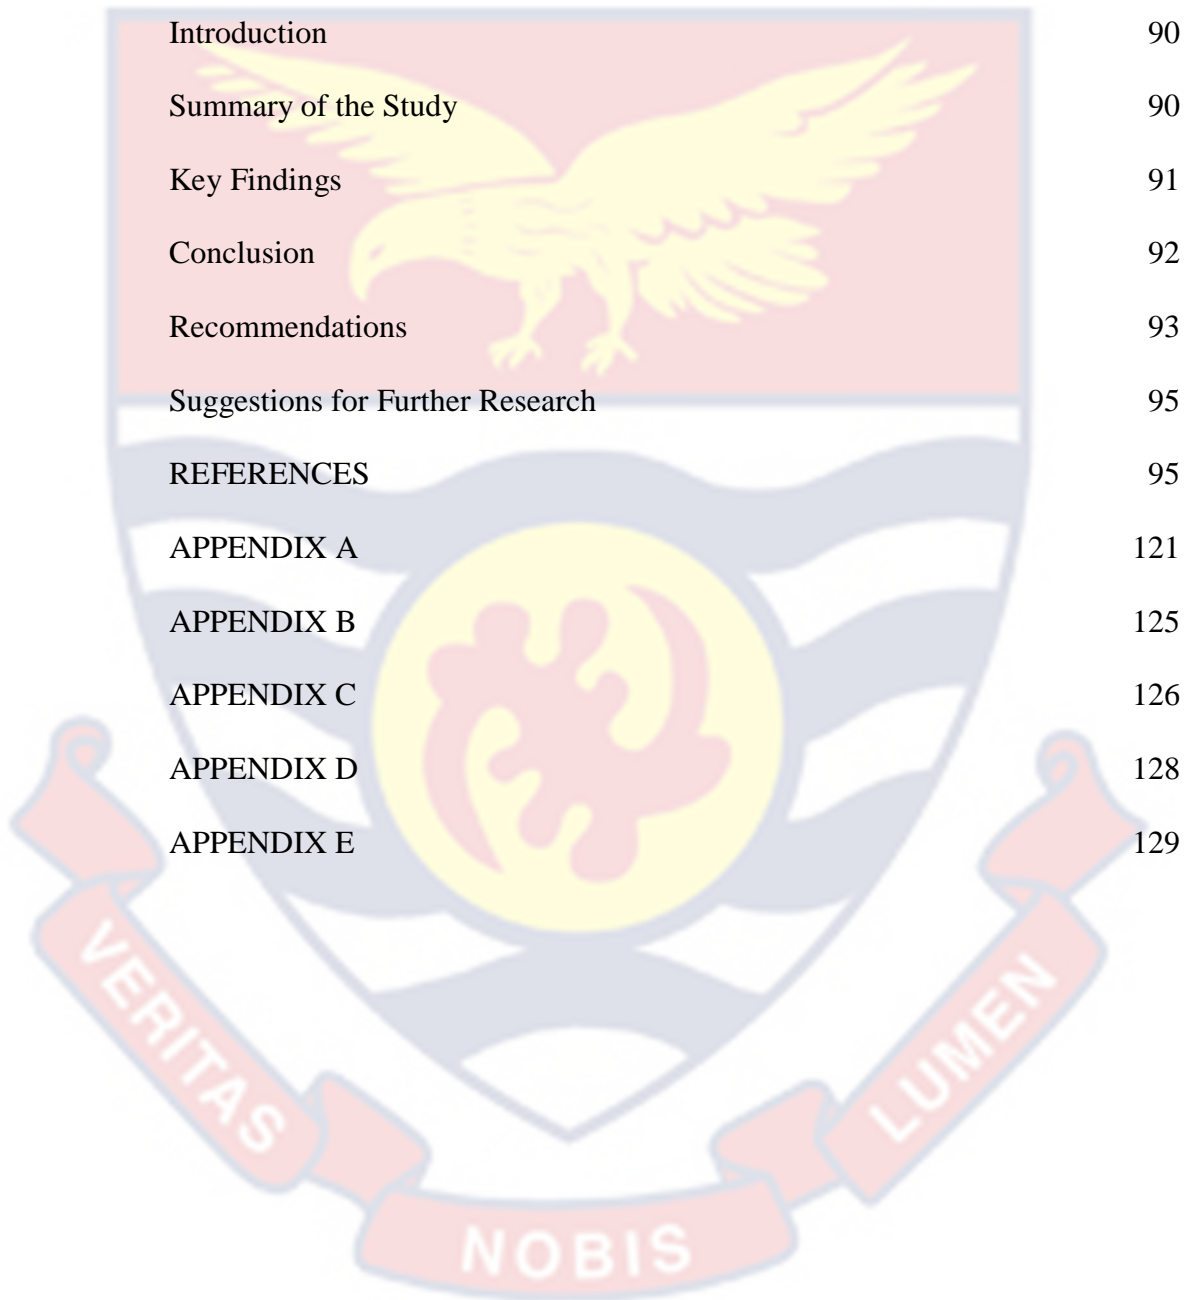 Introduction 90
Summary of the Study 90
Key Findings 91
Conclusion 92
Recommendations 93
Suggestions for Further Research 95
REFERENCES 95
APPENDIX A 121
APPENDIX B 125
APPENDIX C 126
APPENDIX D 128
APPENDIX E 129
VERITAS
NOBIS
LUMEN